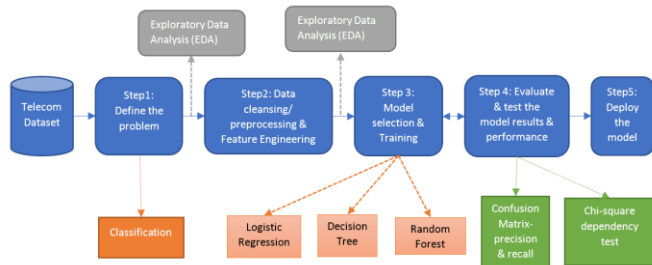 Exploratory Data
Analysis (EDA)
Exploratory Data
Analysis (EDA)
Telecom
Dataset
Step1:
Define the
problem
Step2: Data
cleansing/
preprocessing &
Feature Engineering
Step 3:
Model
selection &
Training
Step 4: Evaluate
& test the
model results &
performance
Step5:
Deploy
the
model
Classification
Logistic
Regression
Decision
Tree
Random
Forest
Confusion
Matrix-
precision
& recall
Chi-square
dependency
test